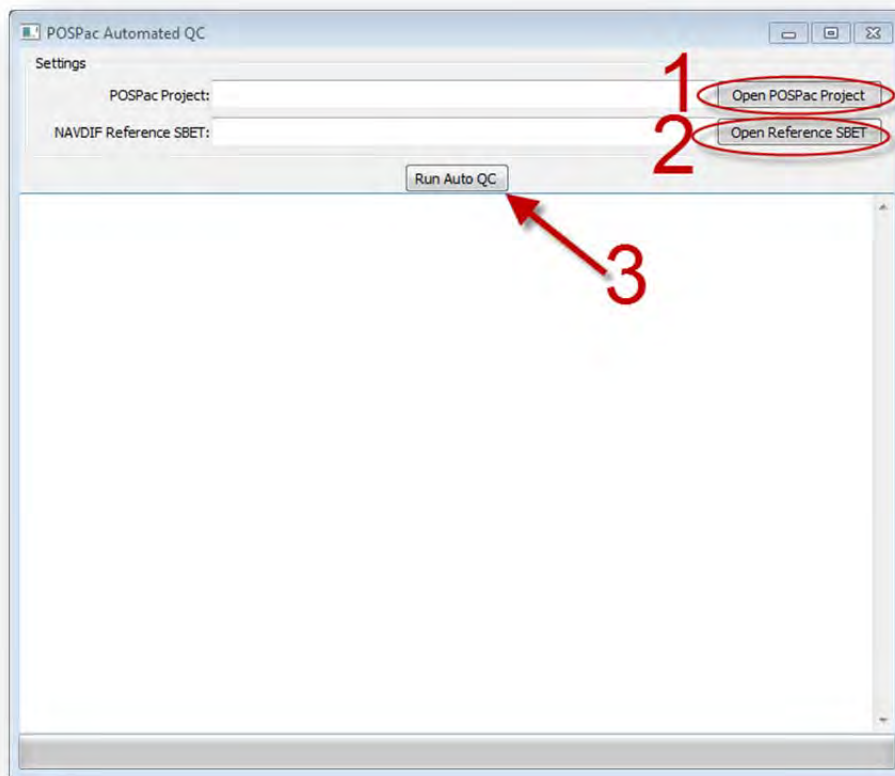 POSPac Automated QC
Settings
POSPac Project:
1
Open POSPac Project
NAVDIF Reference SBET:
2
Open Reference SBET
Run Auto QC
3